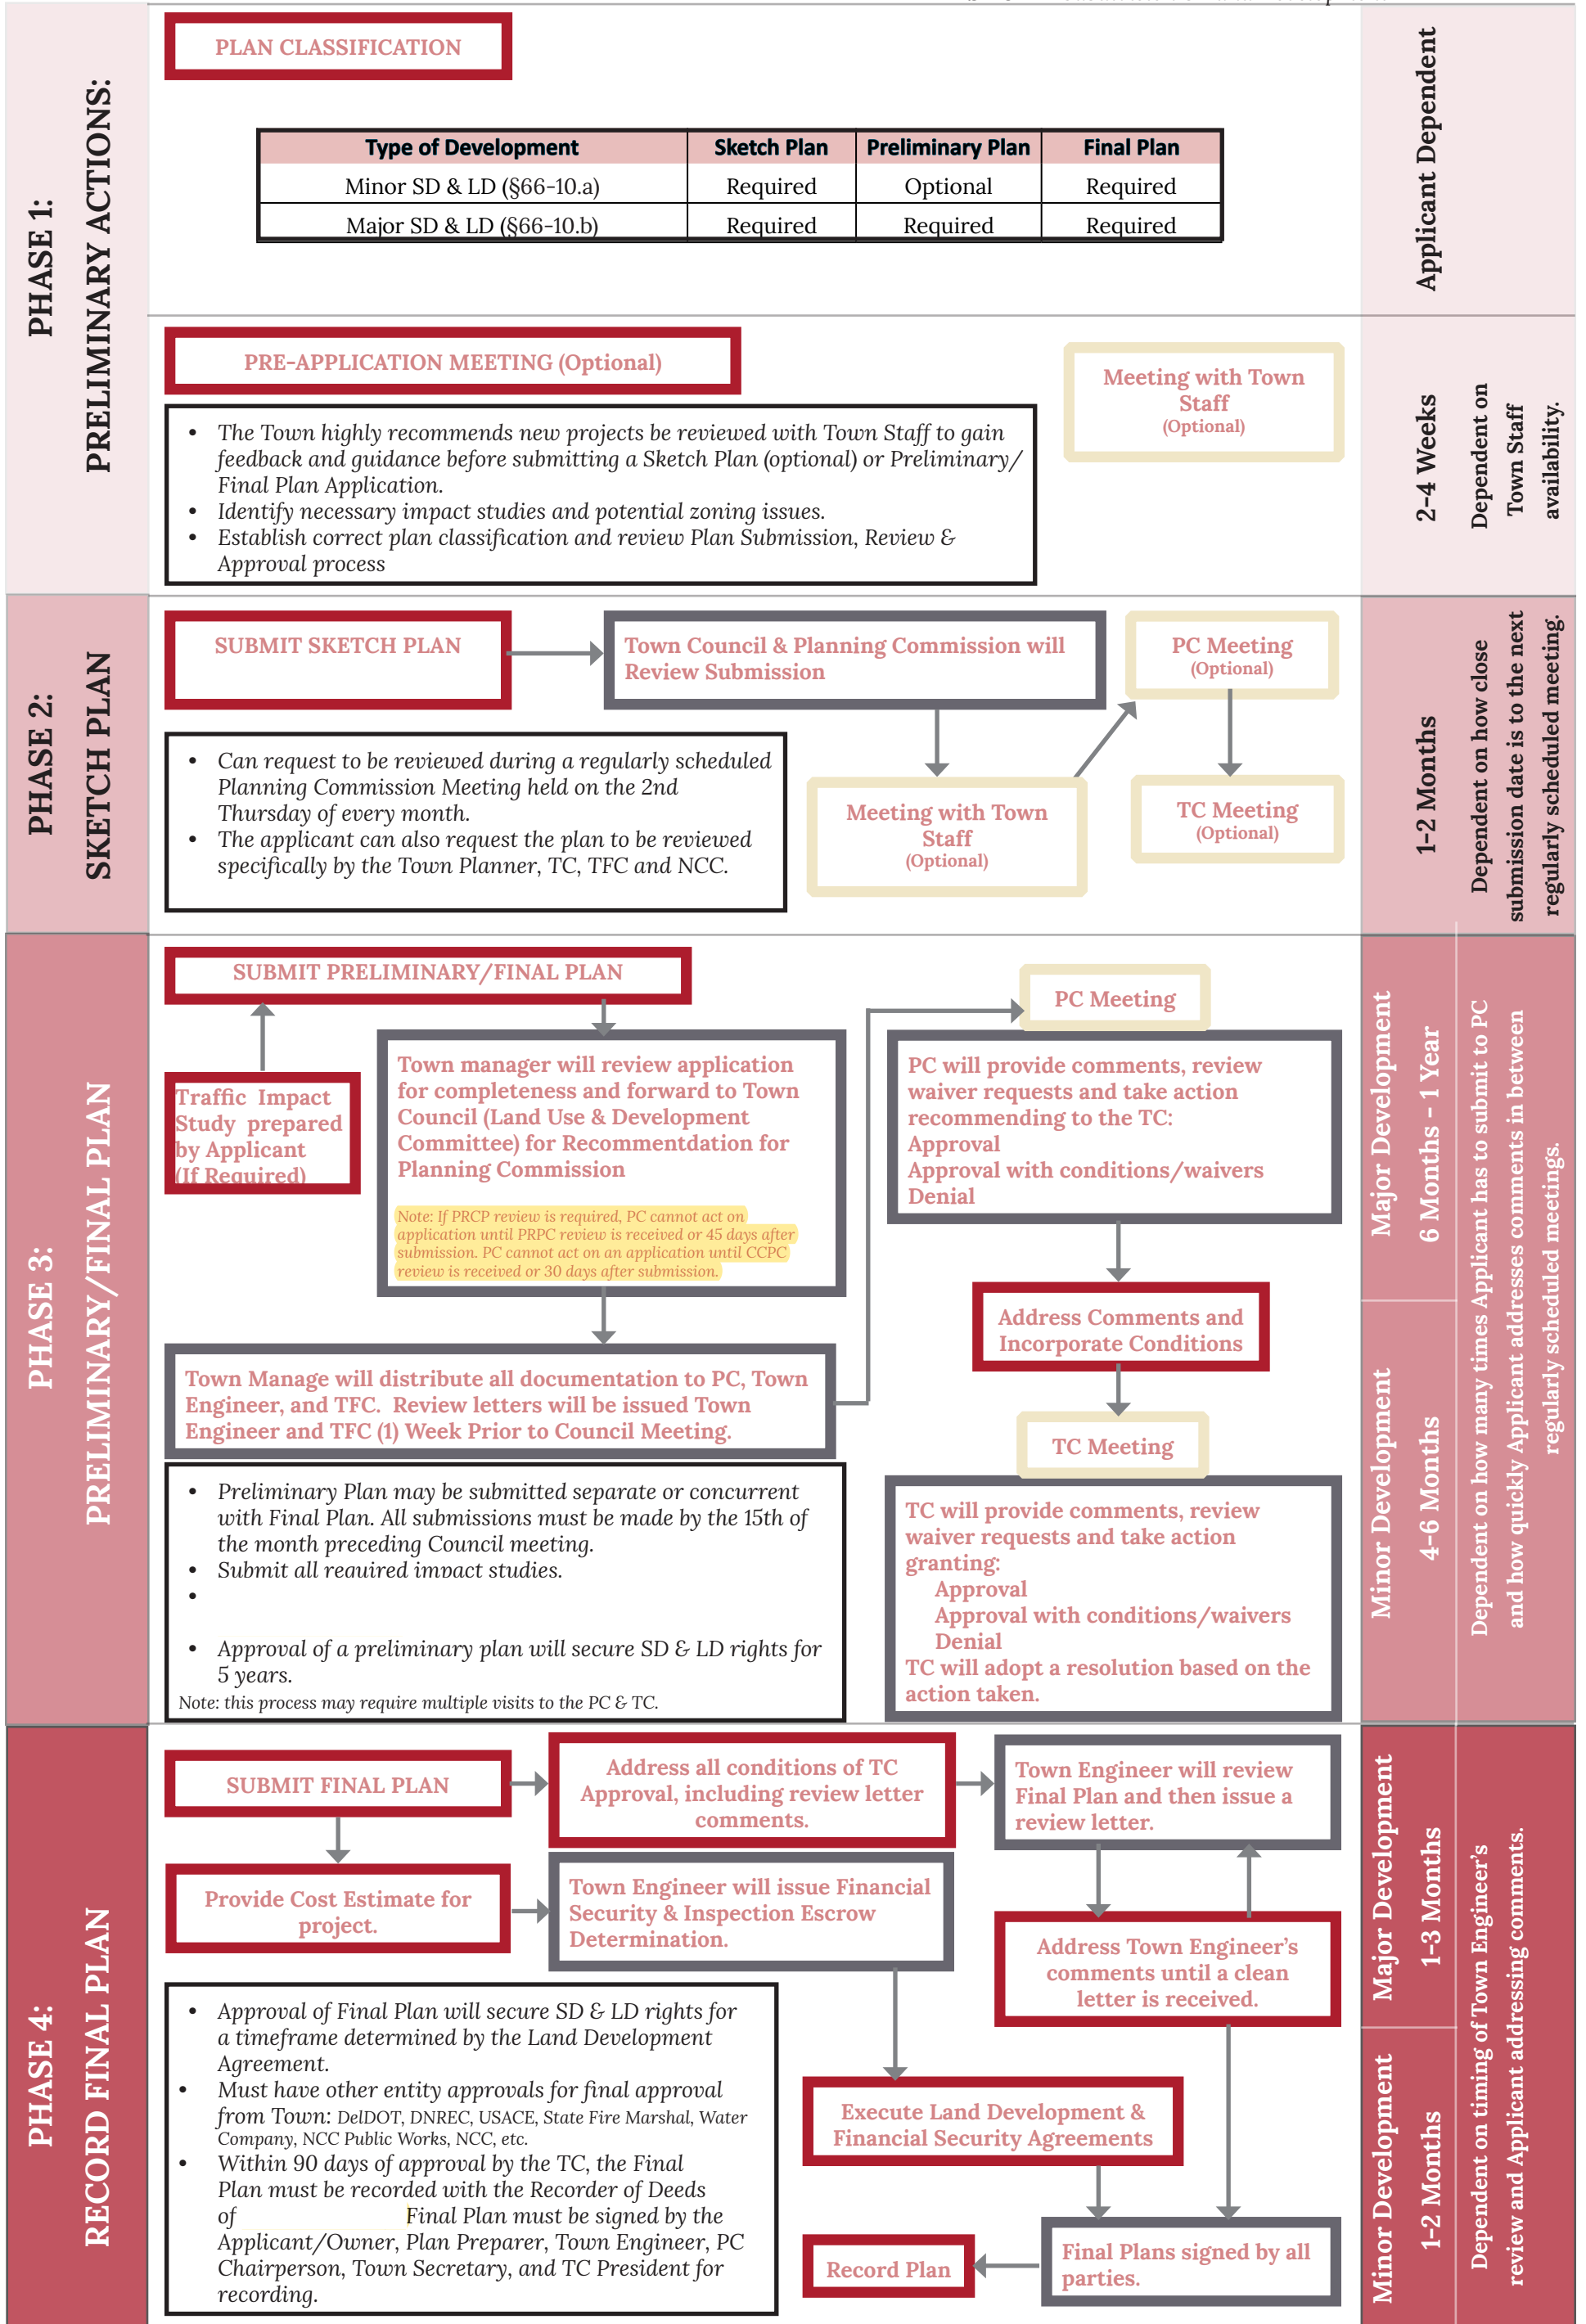 PHASE 1:
PRELIMINARY ACTIONS:
PLAN CLASSIFICATION
Type of Development Sketch Plan Preliminary Plan Final Plan
Minor SD & LD (§66-10.a) Required Optional Required
Major SD & LD (§66-10.b) Required Required Required
Applicant Dependent
PRE-APPLICATION MEETING (Optional)
• The Town highly recommends new projects be reviewed with Town Staff to gain
feedback and guidance before submitting a Sketch Plan (optional) or Preliminary/
Final Plan Application.
• Identify necessary impact studies and potential zoning issues.
• Establish correct plan classification and review Plan Submission, Review &
Approval process
Meeting with Town
Staff
(Optional)
2-4 Weeks
Dependent on
Town Staff
availability.
PHASE 2:
SKETCH PLAN
SUBMIT SKETCH PLAN
Town Council & Planning Commission will
Review Submission
PC Meeting
(Optional)
• Can request to be reviewed during a regularly scheduled
Planning Commission Meeting held on the 2nd
Thursday of every month.
• The applicant can also request the plan to be reviewed
specifically by the Town Planner, TC, TFC and NCC.
Meeting with Town
Staff
(Optional)
TC Meeting
(Optional)
1-2 Months
Dependent on how close
submission date is to the next
regularly scheduled meeting.
PHASE 3:
PRELIMINARY/FINAL PLAN
SUBMIT PRELIMINARY/FINAL PLAN
Traffic Impact
Study prepared
by Applicant
(If Required)
Town manager will review application
for completeness and forward to Town
Council (Land Use & Development
Committee) for Recommentdation for
Planning Commission
Note: If PRCP review is required, PC cannot act on
application until PRPC review is received or 45 days after
submission. PC cannot act on an application until CCPC
review is received or 30 days after submission.
Town Manage will distribute all documentation to PC, Town
Engineer, and TFC. Review letters will be issued Town
Engineer and TFC (1) Week Prior to Council Meeting.
• Preliminary Plan may be submitted separate or concurrent
with Final Plan. All submissions must be made by the 15th of
the month preceding Council meeting.
• Submit all required impact studies.
•
• Approval of a preliminary plan will secure SD & LD rights for
5 years.
Note: this process may require multiple visits to the PC & TC.
PC Meeting
PC will provide comments, review
waiver requests and take action
recommending to the TC:
Approval
Approval with conditions/waivers
Denial
Address Comments and
Incorporate Conditions
TC Meeting
TC will provide comments, review
waiver requests and take action
granting:
Approval
Approval with conditions/waivers
Denial
TC will adopt a resolution based on the
action taken.
Major Development
6 Months – 1 Year
Minor Development
4-6 Months
Dependent on how many times Applicant has to submit to PC
and how quickly Applicant addresses comments in between
regularly scheduled meetings.
PHASE 4:
RECORD FINAL PLAN
SUBMIT FINAL PLAN
Address all conditions of TC
Approval, including review letter
comments.
Town Engineer will review
Final Plan and then issue a
review letter.
Provide Cost Estimate for
project.
Town Engineer will issue Financial
Security & Inspection Escrow
Determination.
Address Town Engineer's
comments until a clean
letter is received.
• Approval of Final Plan will secure SD & LD rights for
a timeframe determined by the Land Development
Agreement.
• Must have other entity approvals for final approval
from Town: DelDOT, DNREC, USACE, State Fire Marshal, Water
Company, NCC Public Works, NCC, etc.
• Within 90 days of approval by the TC, the Final
Plan must be recorded with the Recorder of Deeds
of Final Plan must be signed by the
Applicant/Owner, Plan Preparer, Town Engineer, PC
Chairperson, Town Secretary, and TC President for
recording.
Execute Land Development &
Financial Security Agreements
Final Plans signed by all
parties.
Record Plan
Major Development
1-3 Months
Minor Development
1-2 Months
Dependent on timing of Town Engineer's
review and Applicant addressing comments.